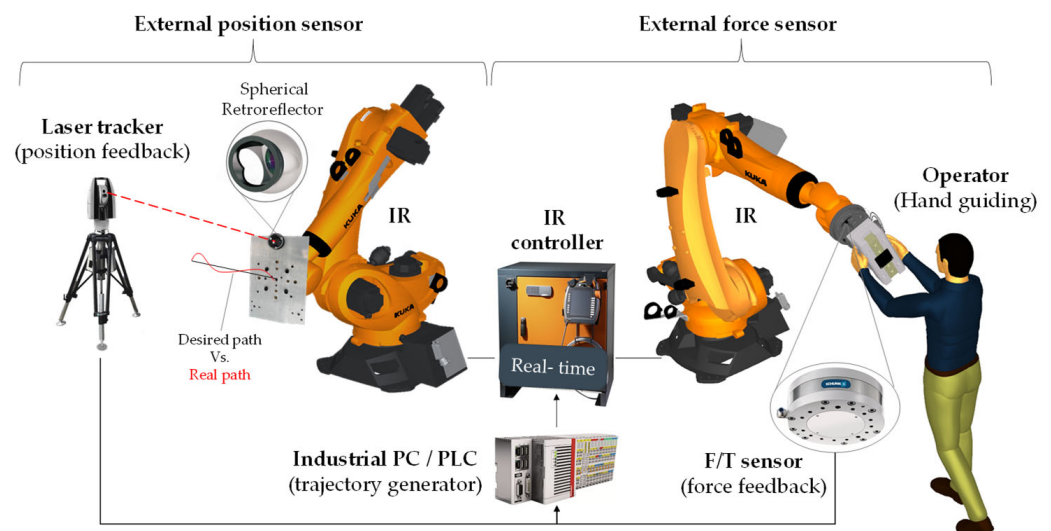 External position sensor
External force sensor
Spherical
Retroreflector
Laser tracker
(position feedback)
KUKA
IR
KUKA
IR
controller
Real- time
KUKA
IR
Operator
(Hand guiding)
Desired path
Vs.
Real path
Industrial PC / PLC
(trajectory generator)
SCHUNK
F/T sensor
(force feedback)